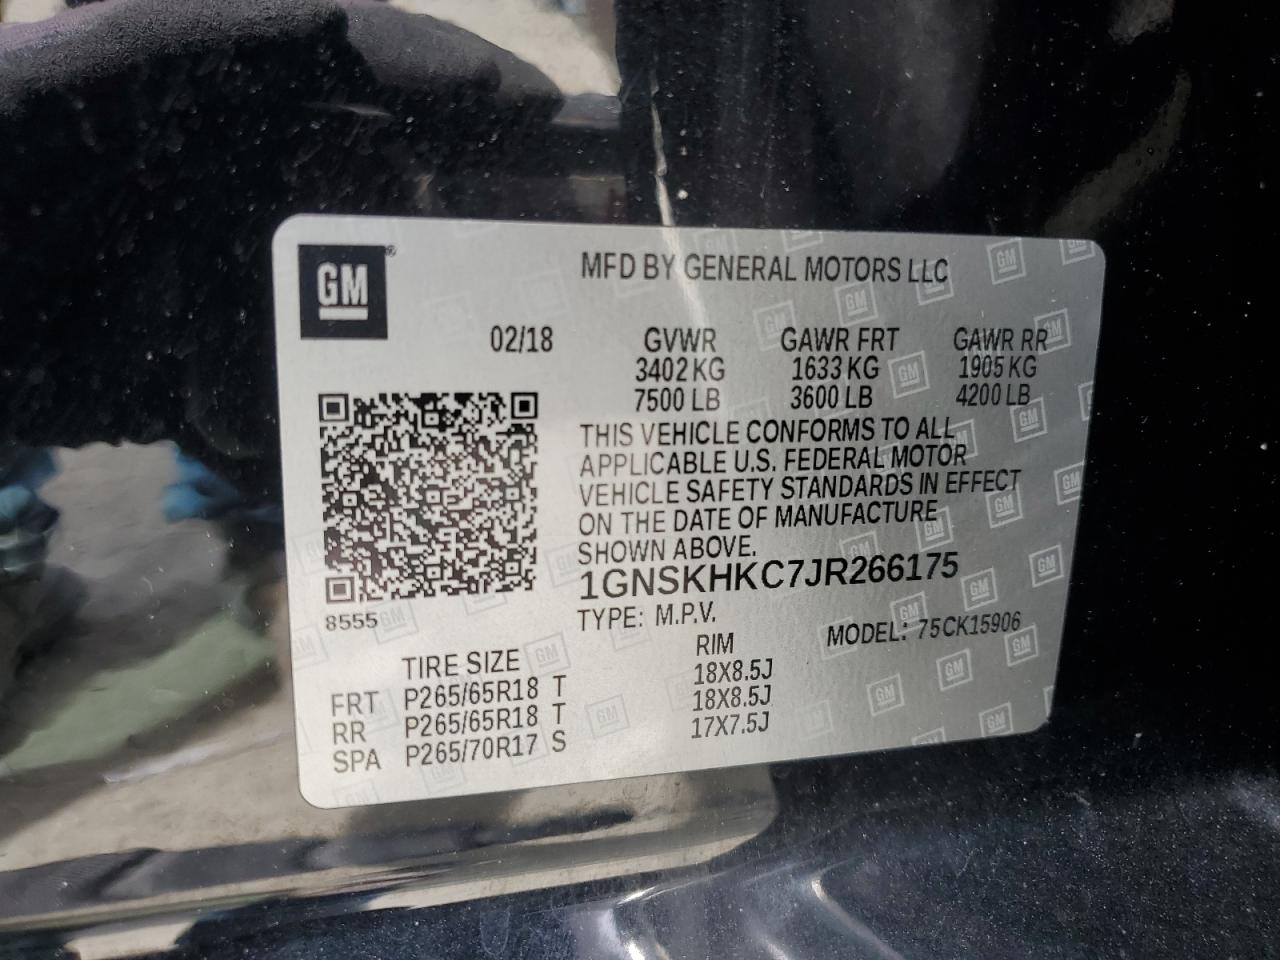 GM®
MFD BY GENERAL MOTORS LLC
02/18 GVWR GAWR FRT GAWR RR
3402 KG 1633 KG 1905 KG
7500 LB 3600 LB 4200 LB
THIS VEHICLE CONFORMS TO ALL
APPLICABLE U.S. FEDERAL MOTOR
VEHICLE SAFETY STANDARDS IN EFFECT
ON THE DATE OF MANUFACTURE
SHOWN ABOVE.
1GNSKHKC7JR266175
8555
TYPE: M.P.V. MODEL: 75CK15906
TIRE SIZE RIM
FRT P265/65R18 T 18X8.5J
RR P265/65R18 T 18X8.5J
SPA P265/70R17 S 17X7.5J